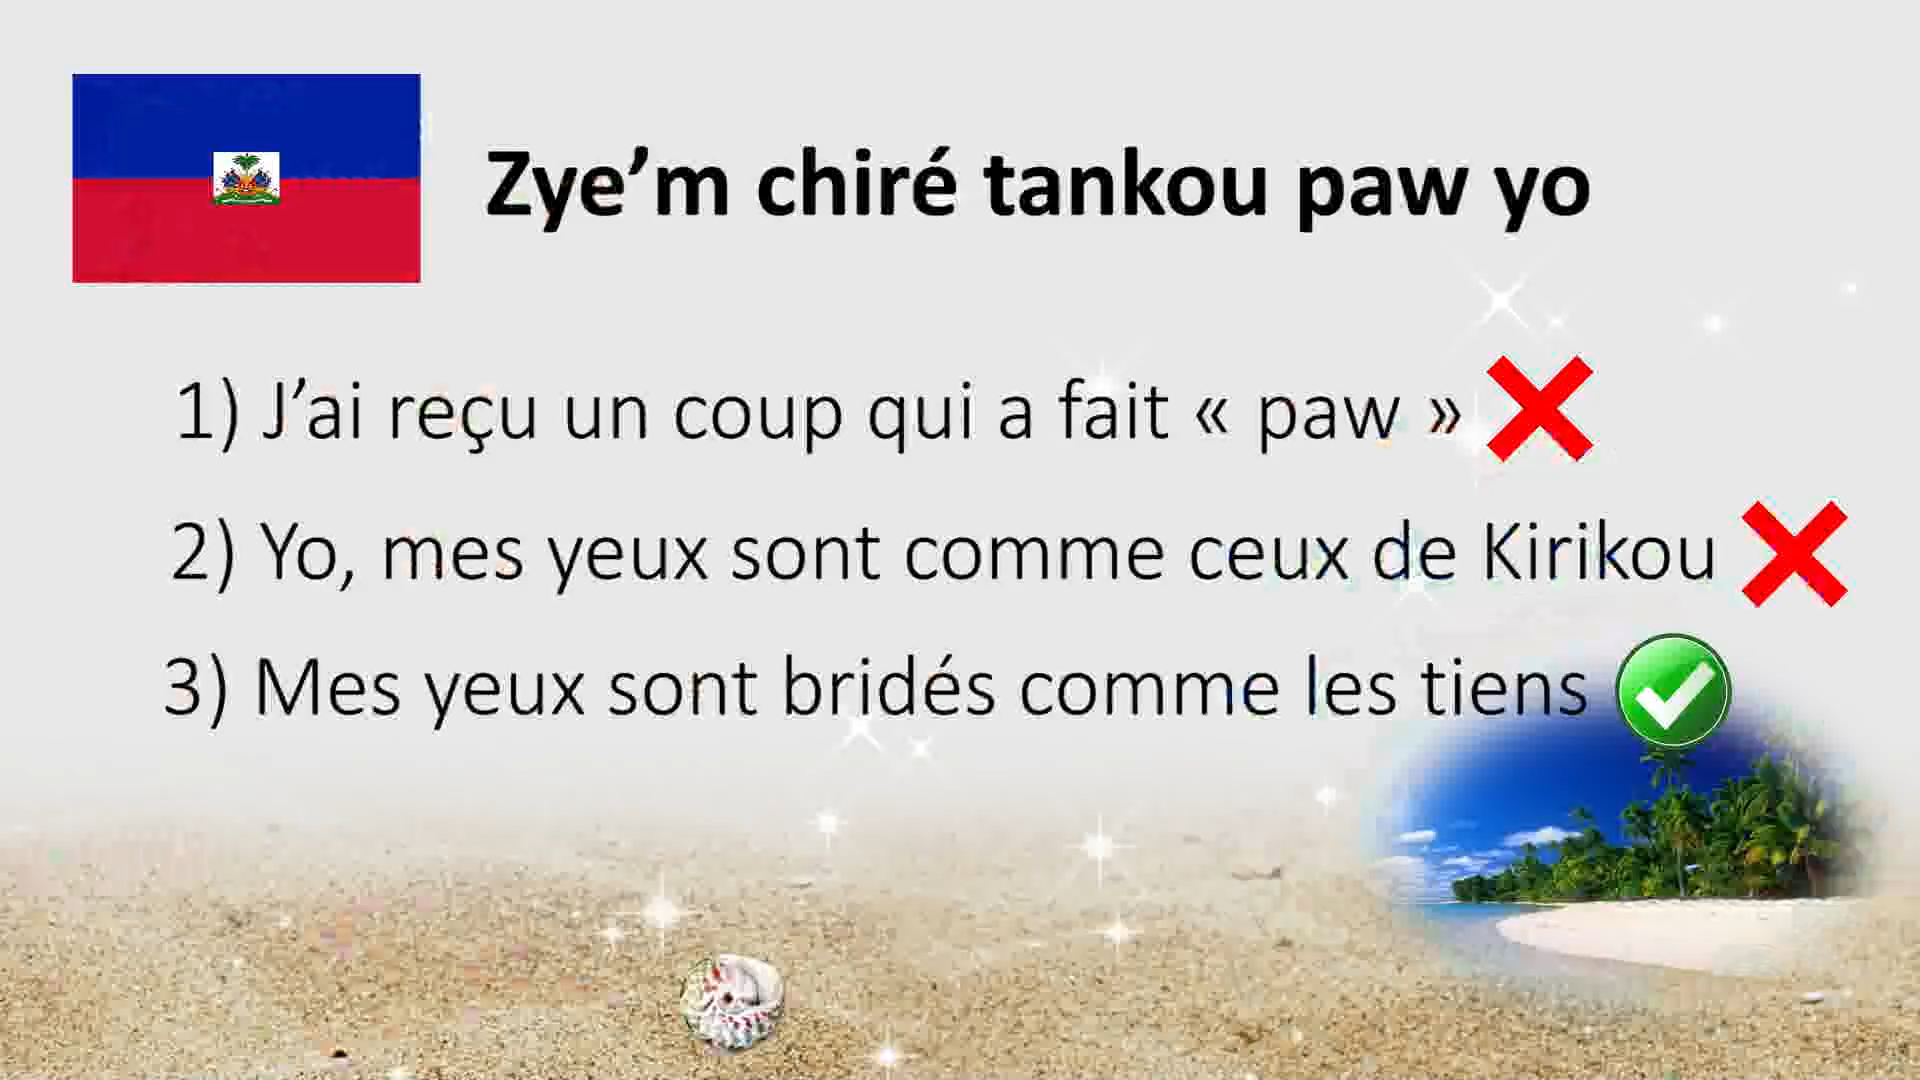 Zye’m chiré tankou paw yo
1) J’ai reçu un coup qui a fait « paw »
2) Yo, mes yeux sont comme ceux de Kirikou
3) Mes yeux sont bridés comme les tiens